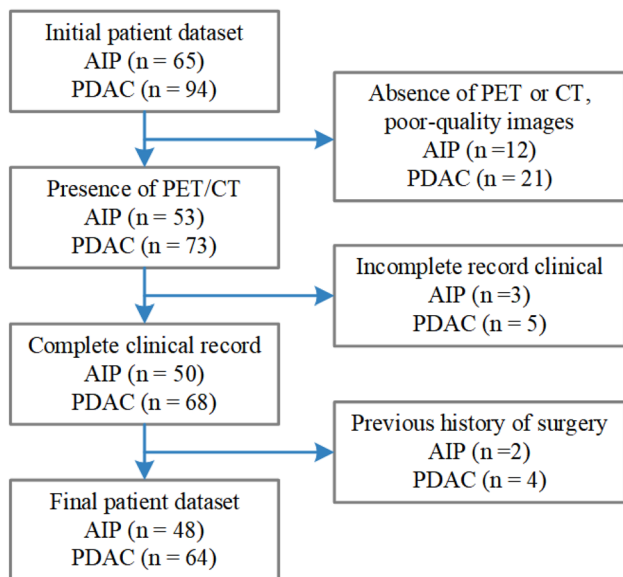 Initial patient dataset
AIP (n = 65)
PDAC (n = 94)
Absence of PET or CT,
poor-quality images
AIP (n =12)
PDAC (n = 21)
Presence of PET/CT
AIP (n = 53)
PDAC (n = 73)
Incomplete record clinical
AIP (n =3)
PDAC (n = 5)
Complete clinical record
AIP (n = 50)
PDAC (n = 68)
Previous history of surgery
AIP (n =2)
PDAC (n = 4)
Final patient dataset
AIP (n = 48)
PDAC (n = 64)